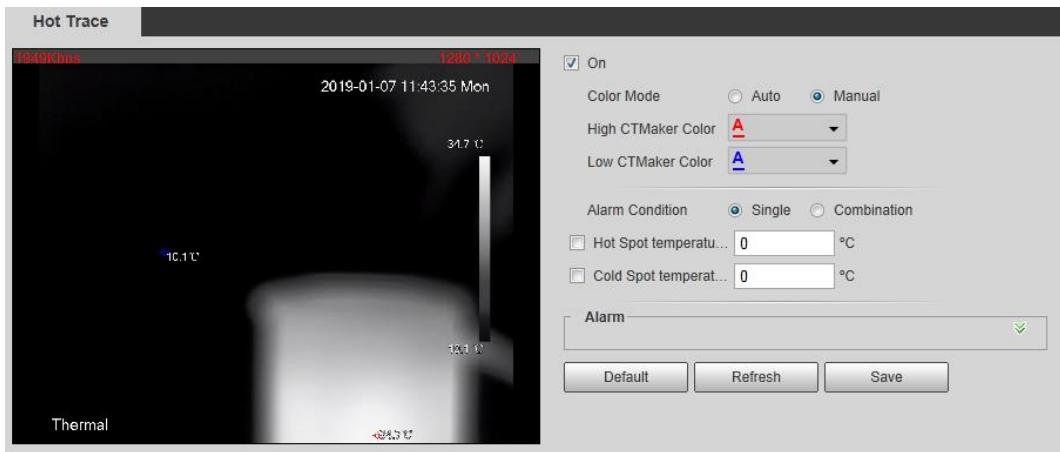 Hot Trace
1949Kbps 1280 * 1024
2019-01-07 11:43:35 Mon
34.7 ℃
10.1℃
Thermal
On
Color Mode Auto Manual
High CTMaker Color A
Low CTMaker Color A
Alarm Condition Single Combination
Hot Spot temperatu... 0 °C
Cold Spot temperat... 0 °C
Alarm
Default Refresh Save